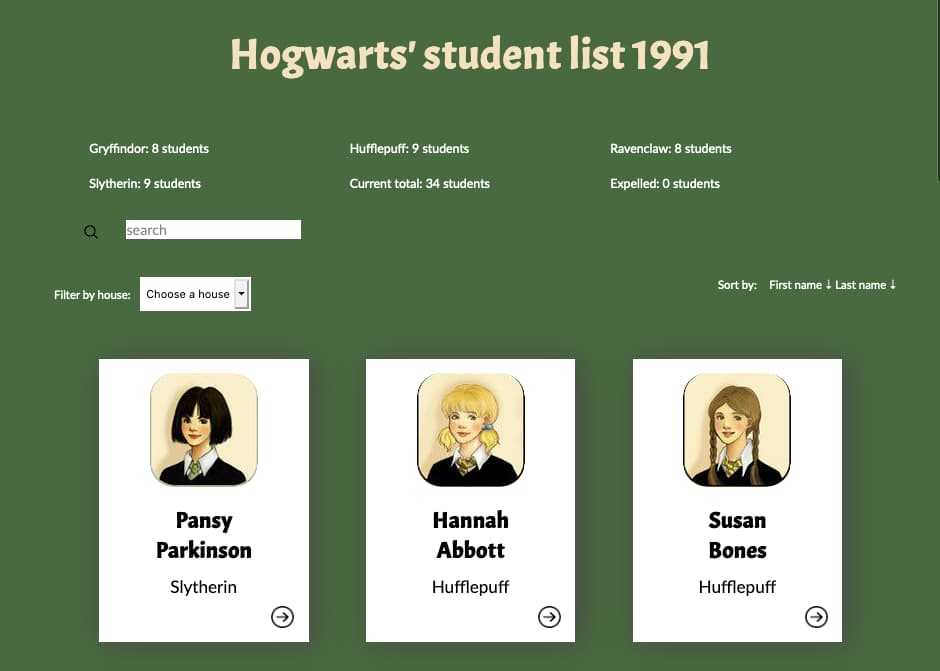 Hogwarts' student list 1991
Gryffindor: 8 students
Hufflepuff: 9 students
Ravenclaw: 8 students
Slytherin: 9 students
Current total: 34 students
Expelled: 0 students
search
Filter by house:
Choose a house
Sort by:
First name ↓ Last name ↓
Pansy
Parkinson
Slytherin
Hannah
Abbott
Hufflepuff
Susan
Bones
Hufflepuff